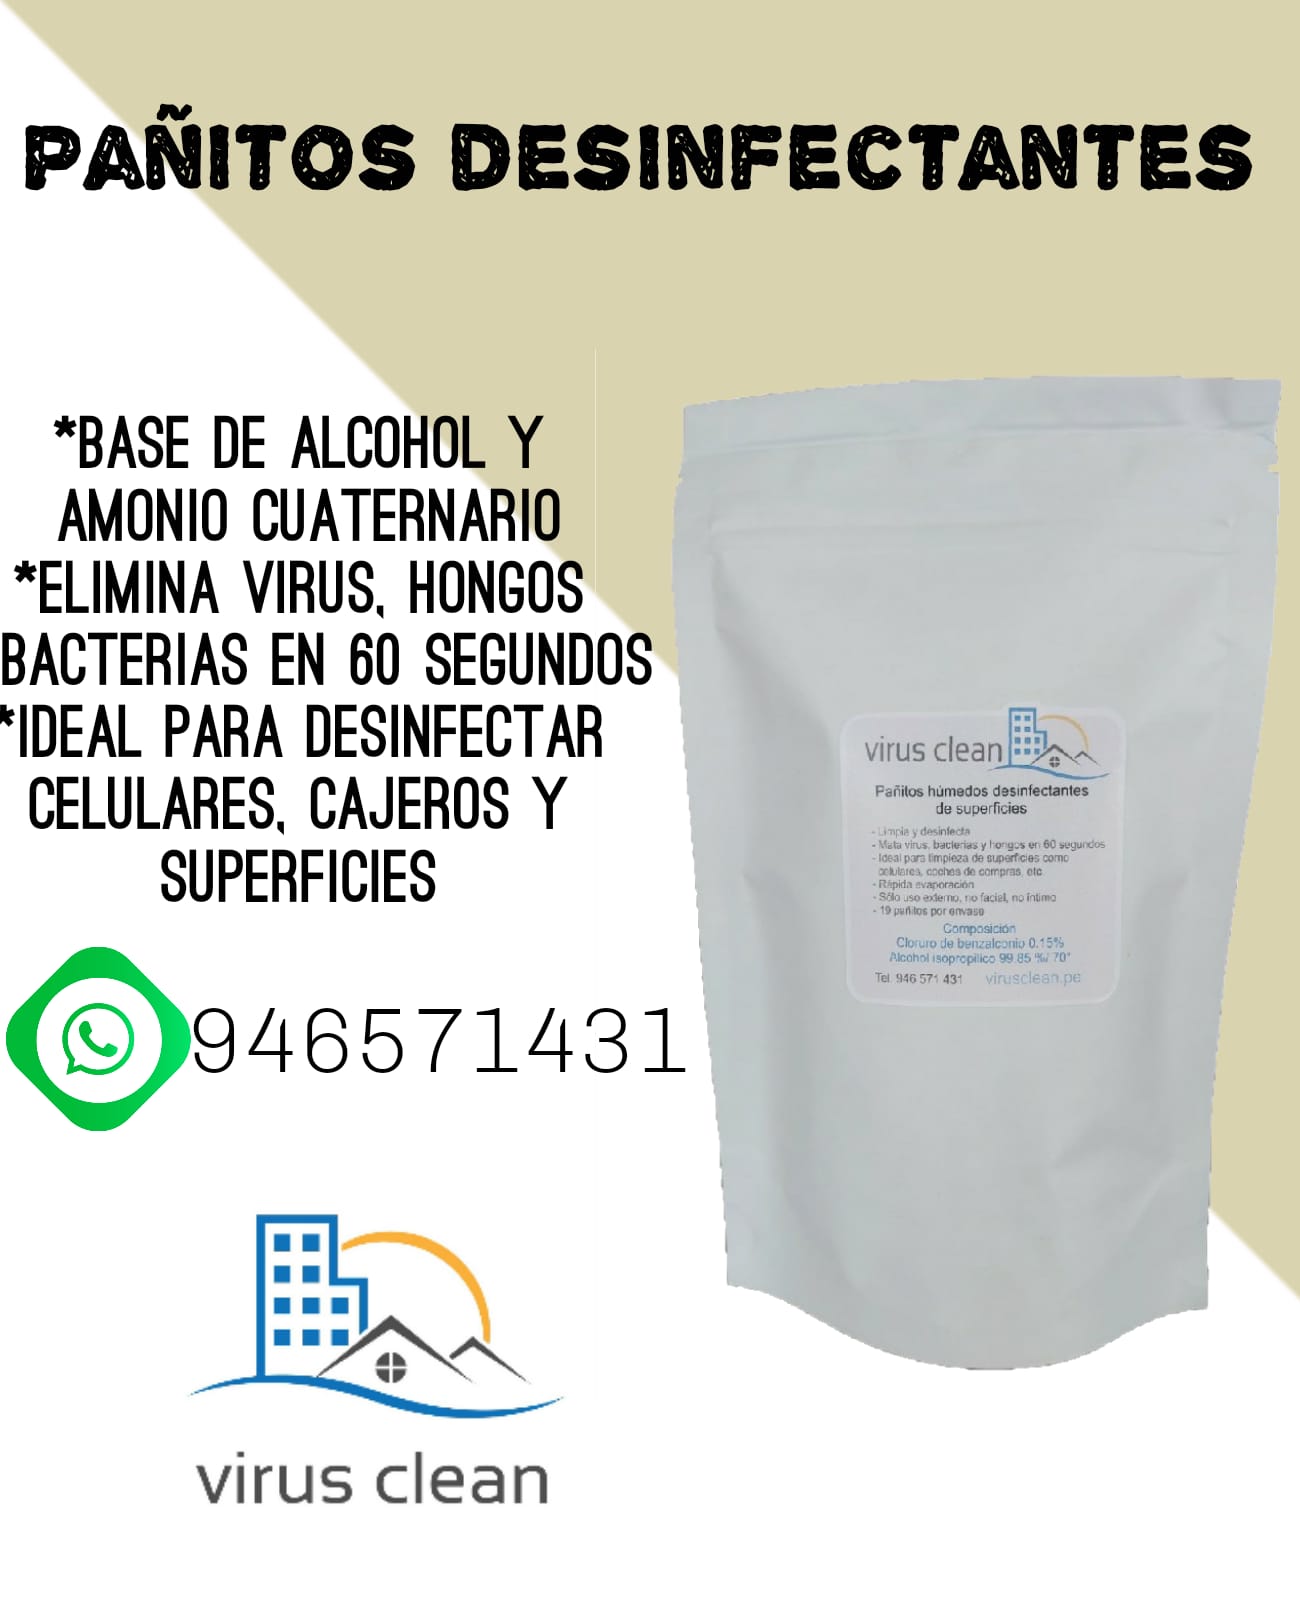 PAÑITOS DESINFECTANTES
*BASE DE ALCOHOL Y
AMONIO CUATERNARIO
*ELIMINA VIRUS, HONGOS
BACTERIAS EN 60 SEGUNDOS
*IDEAL PARA DESINFECTAR
CELULARES, CAJEROS Y
SUPERFICIES
946571431
virus clean
virus clean
Pañitos húmedos desinfectantes
de superficies
- Limpia y desinfecta
- Mata virus, bacterias y hongos en 60 segundos
- Ideal para limpieza de superficies como
celulares, coches de compras, etc.
- Rápida evaporación
- Sólo uso externo, no facial, no íntimo
- 19 pañitos por envase
Composición
Cloruro de benzalconio 0.15%
Alcohol isopropílico 99.85 %/ 70°
Tel. 946 571 431 virusclean.pe